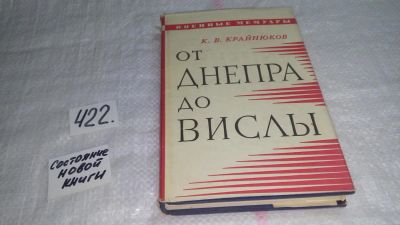 ВОЕННЫЕ МЕМУАРЫ
К. В. КРАЙНЮКОВ
ОТ
ДНЕПРА
ДО
ВИСЛЫ
422.
Состояние
новой
книги